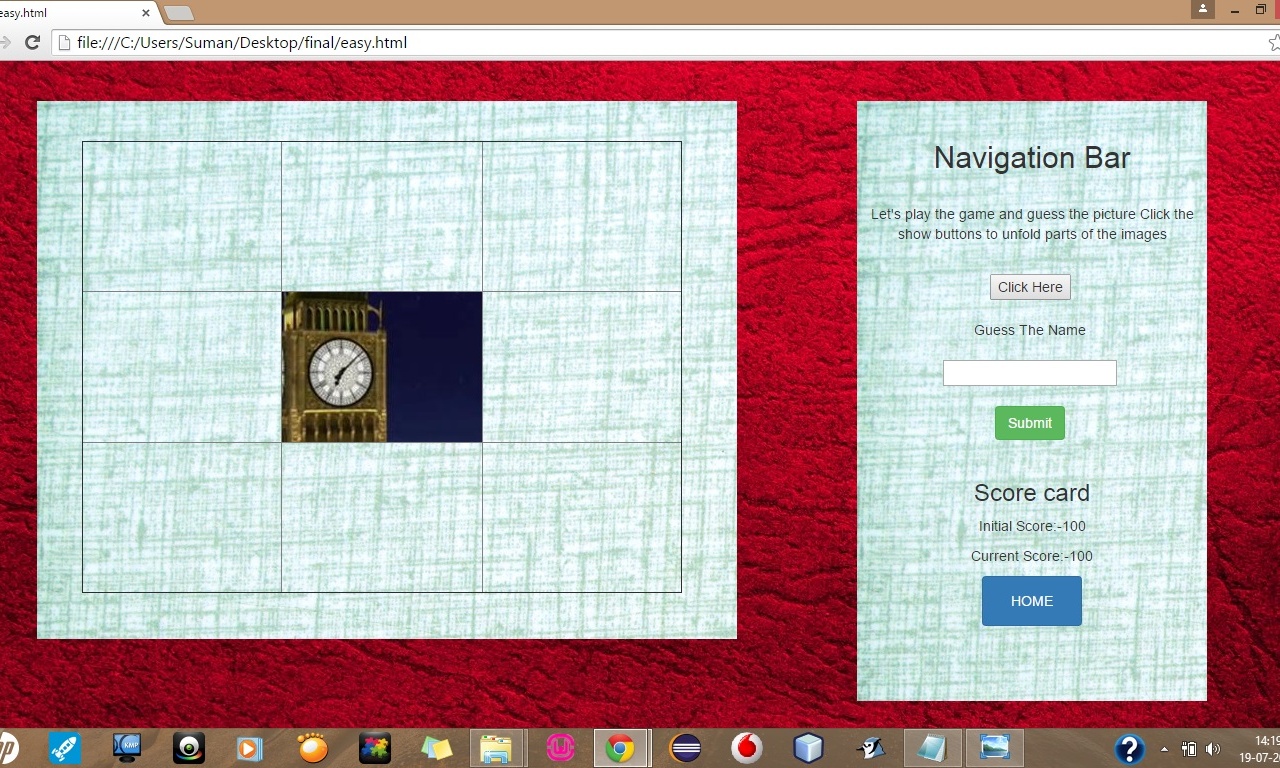 easy.html
file:///C:/Users/Suman/Desktop/final/easy.html
Navigation Bar
Let's play the game and guess the picture Click the
show buttons to unfold parts of the images
Click Here
Guess The Name
Submit
Score card
Initial Score:-100
Current Score:-100
HOME
hp
KMP
14:19
19-07-2